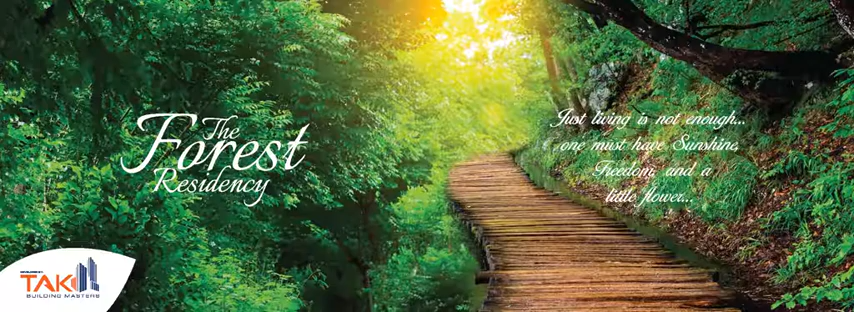 The
Forest
Residency
Just living is not enough...
one must have Sunshine,
Freedom, and a
little flower...
TAK
BUILDING MASTERS